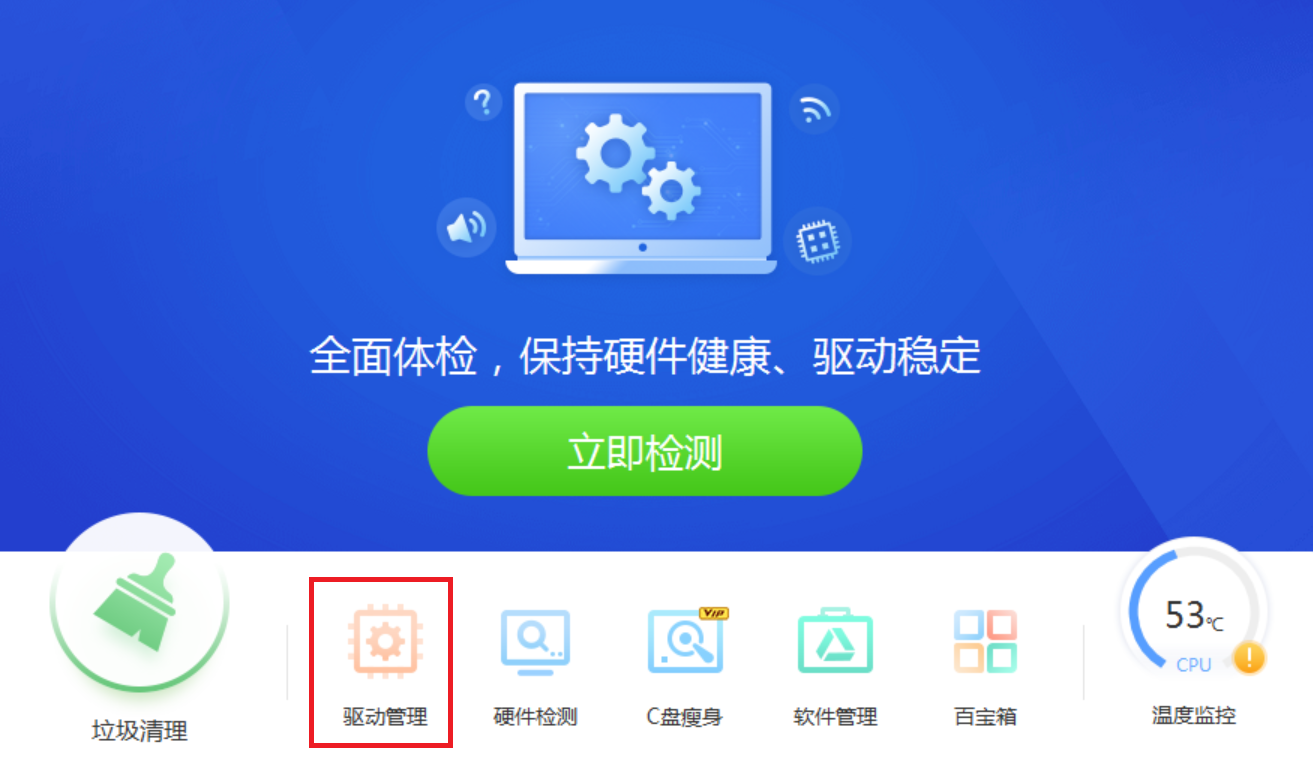 ?
全面体检，保持硬件健康、驱动稳定
立即检测
VIP
53℃
CPU
!
垃圾清理
驱动管理
硬件检测
C盘瘦身
软件管理
百宝箱
温度监控